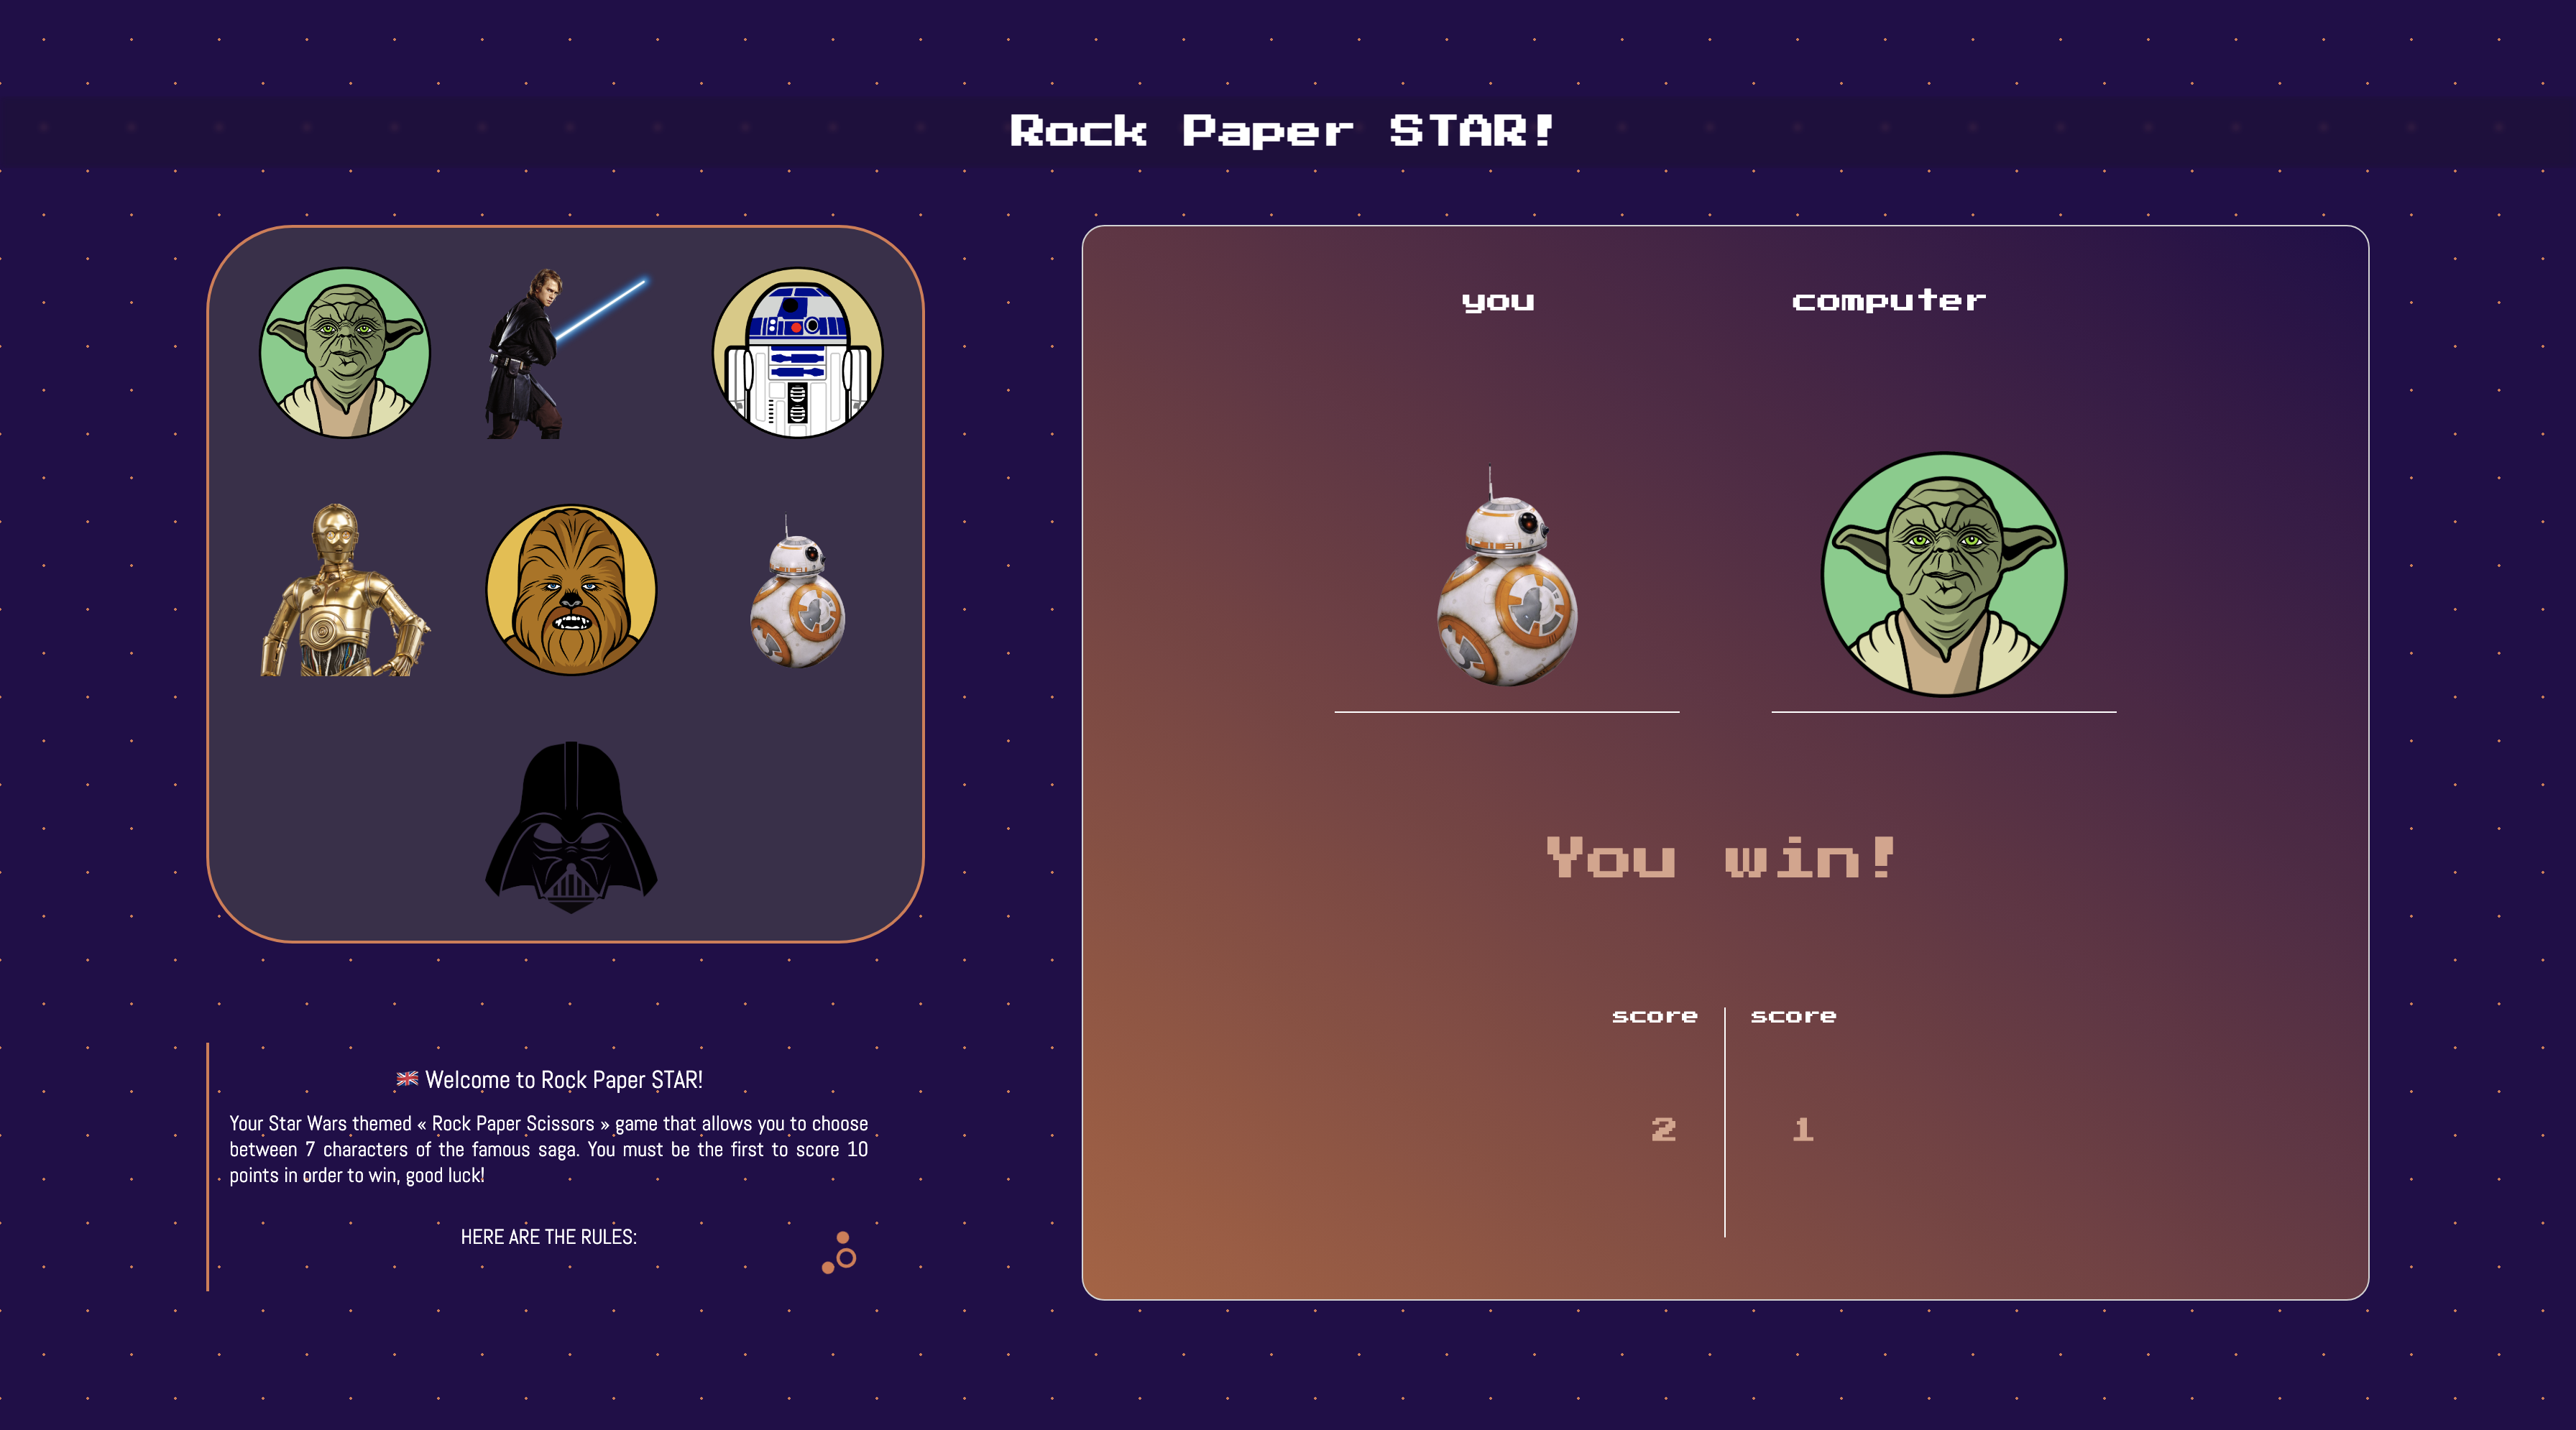 Rock Paper STAR!
you
computer
You win!
score
score
2
1
🇬🇧 Welcome to Rock Paper STAR!
Your Star Wars themed « Rock Paper Scissors » game that allows you to choose
between 7 characters of the famous saga. You must be the first to score 10
points in order to win, good luck!
HERE ARE THE RULES: